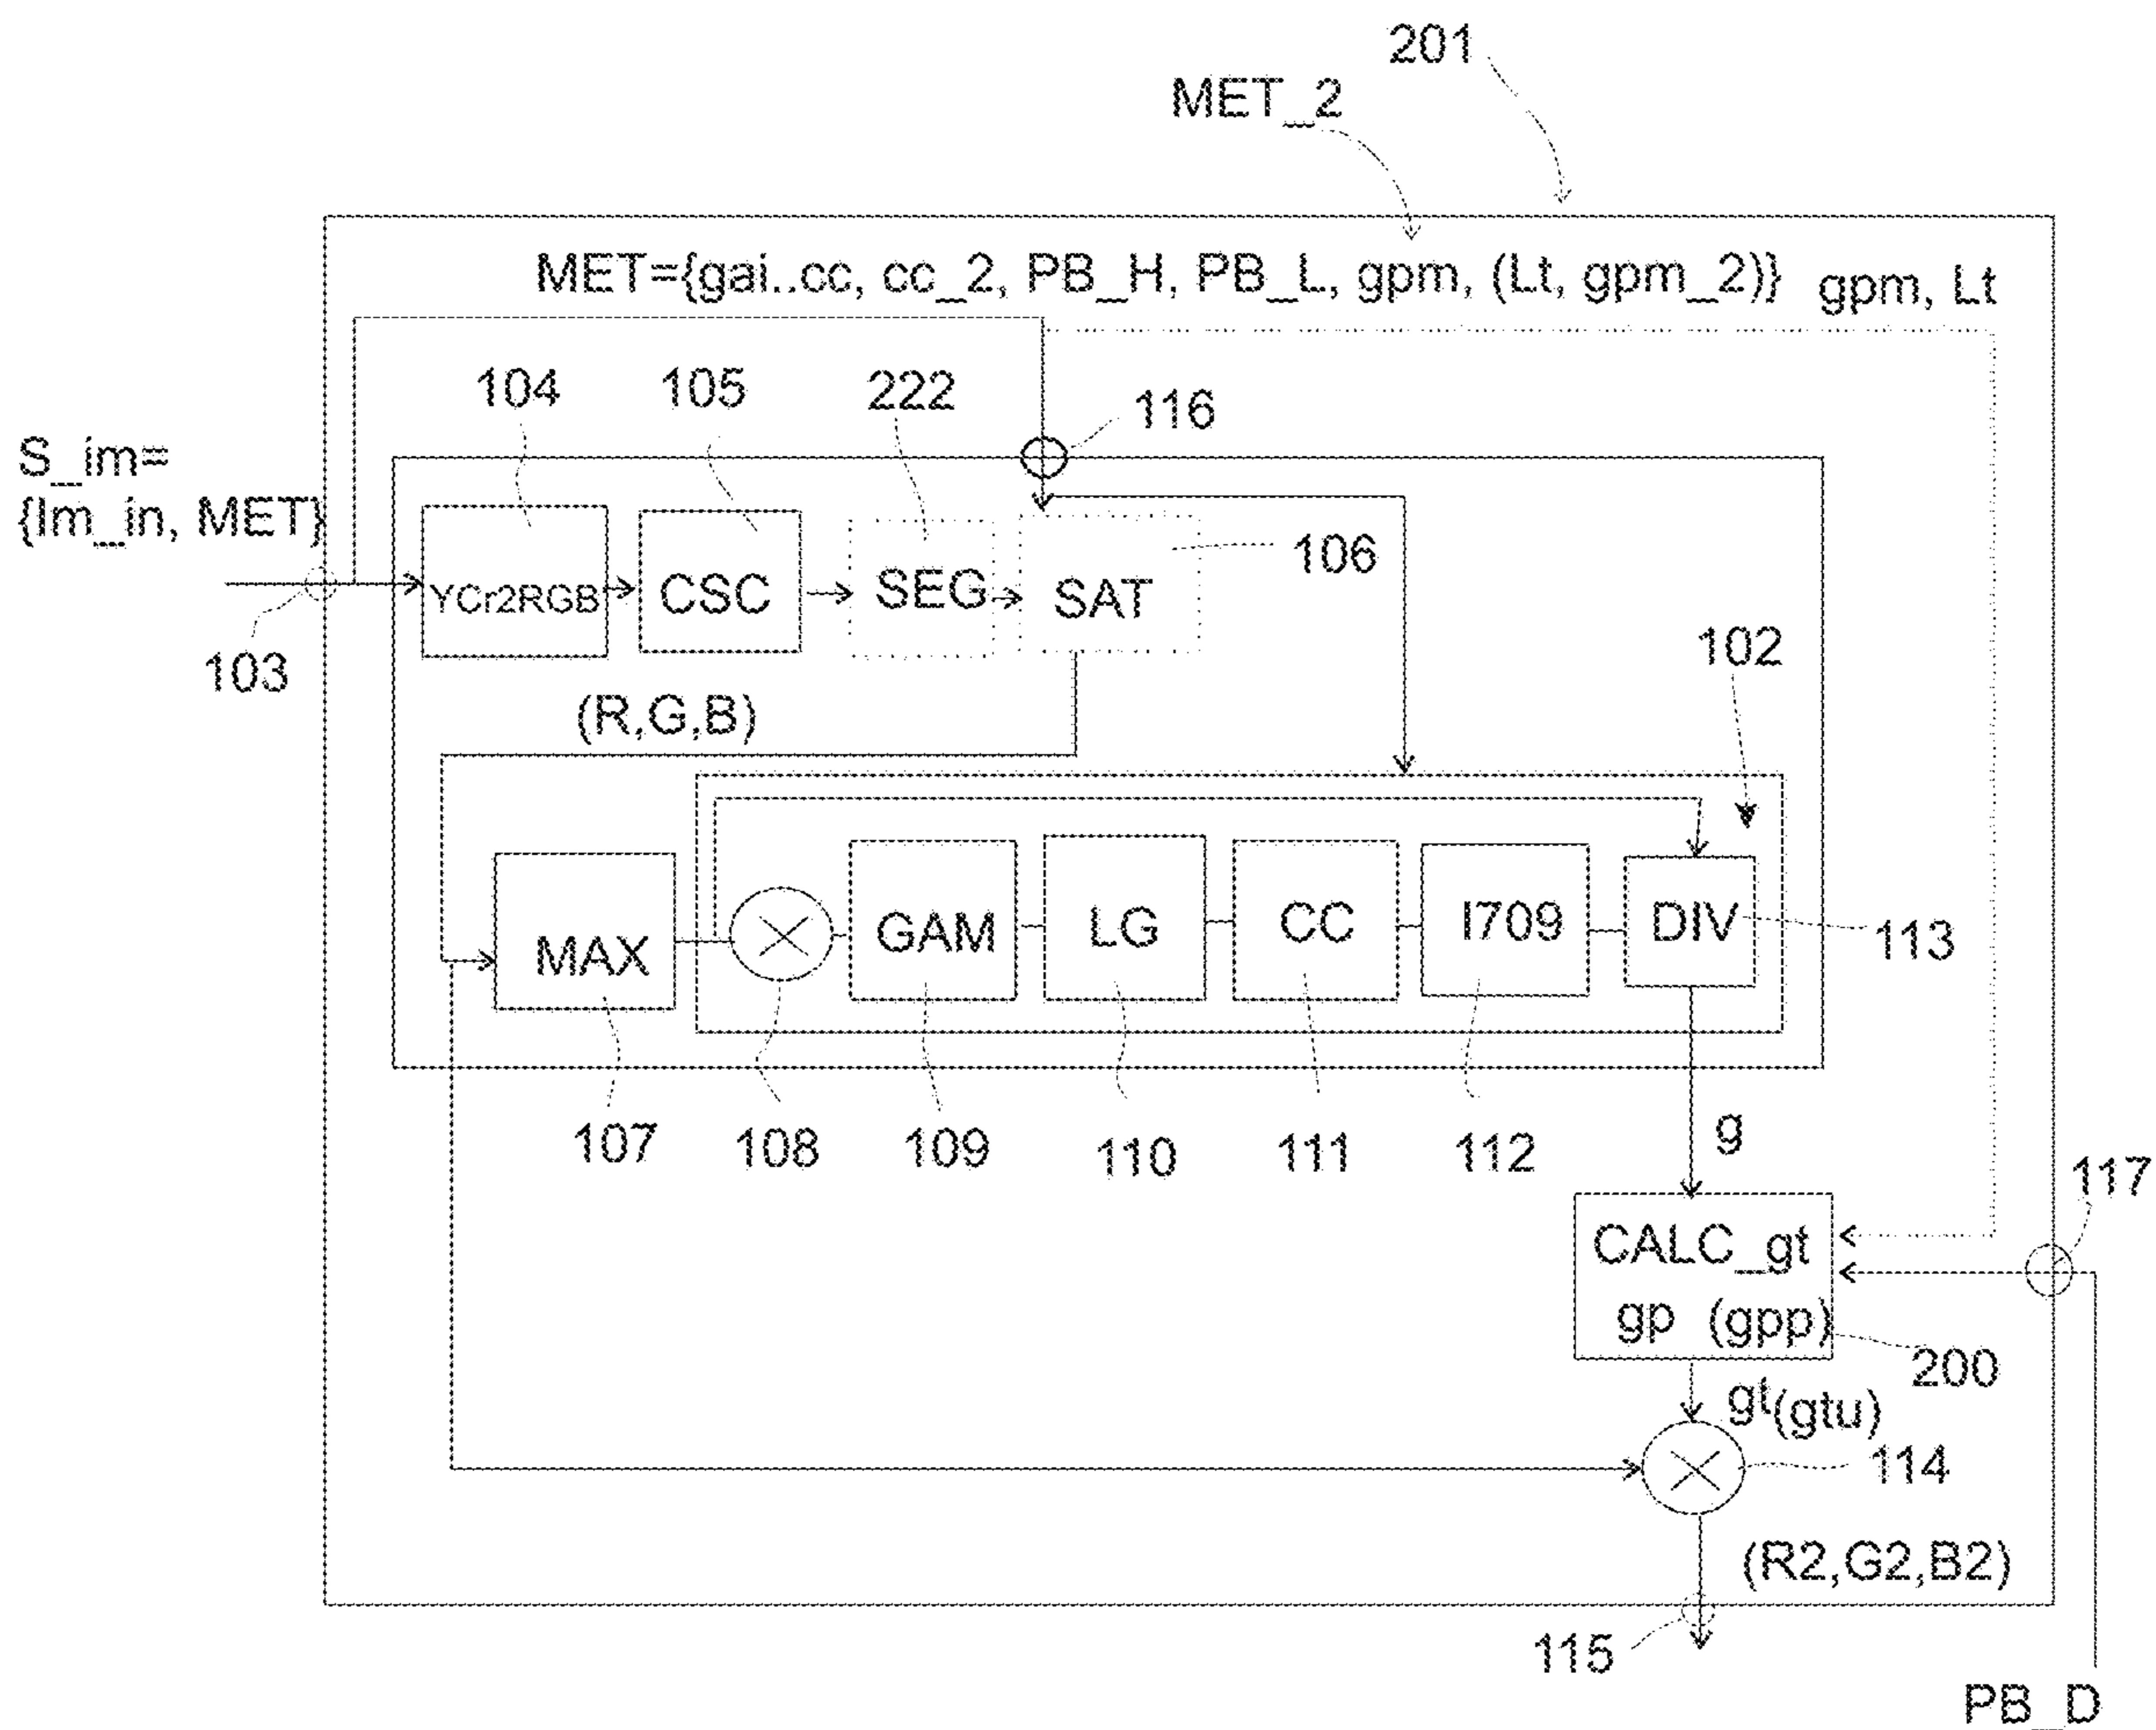 201
MET_2
MET={gai..cc, cc_2, PB_H, PB_L, gpm, (Lt, gpm_2)} gpm, Lt
104 105 222 116
S_im=
{Im_in, MET}
YCr2RGB CSC SEG SAT 106
103
102
(R,G,B)
MAX GAM LG CC I709 DIV 113
107 108 109 110 111 112
g
117
CALC_gt
gp (gpp)
200
gt(gtu)
114
(R2,G2,B2)
115
PB_D